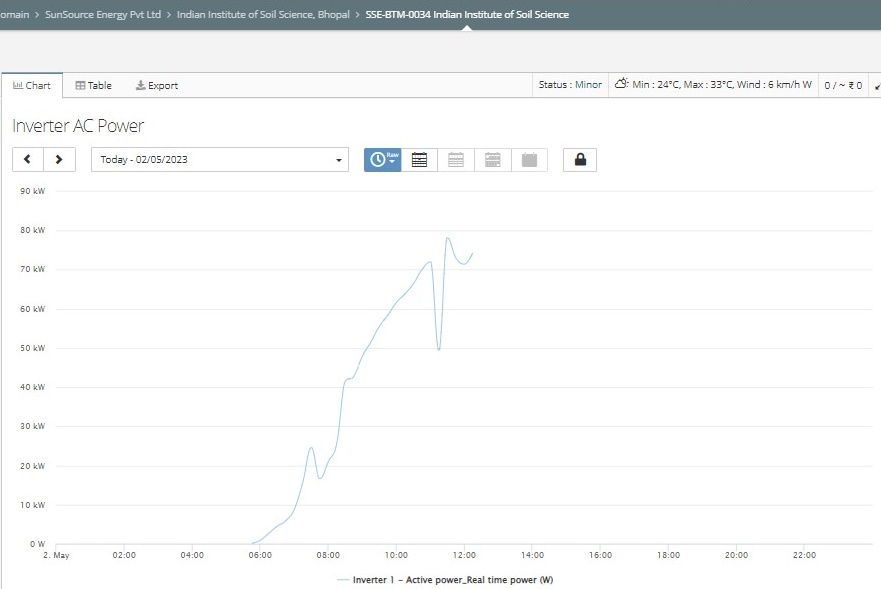 omain > SunSource Energy Pvt Ltd > Indian Institute of Soil Science, Bhopal > SSE-BTM-0034 Indian Institute of Soil Science
Chart Table Export Status : Minor Min : 24°C, Max : 33°C, Wind : 6 km/h W 0 / ~ ₹ 0
Inverter AC Power
Today - 02/05/2023 Raw
90 kW
80 kW
70 kW
60 kW
50 kW
40 kW
30 kW
20 kW
10 kW
0 W
2. May 02:00 04:00 06:00 08:00 10:00 12:00 14:00 16:00 18:00 20:00 22:00
Inverter 1 - Active power_Real time power (W)